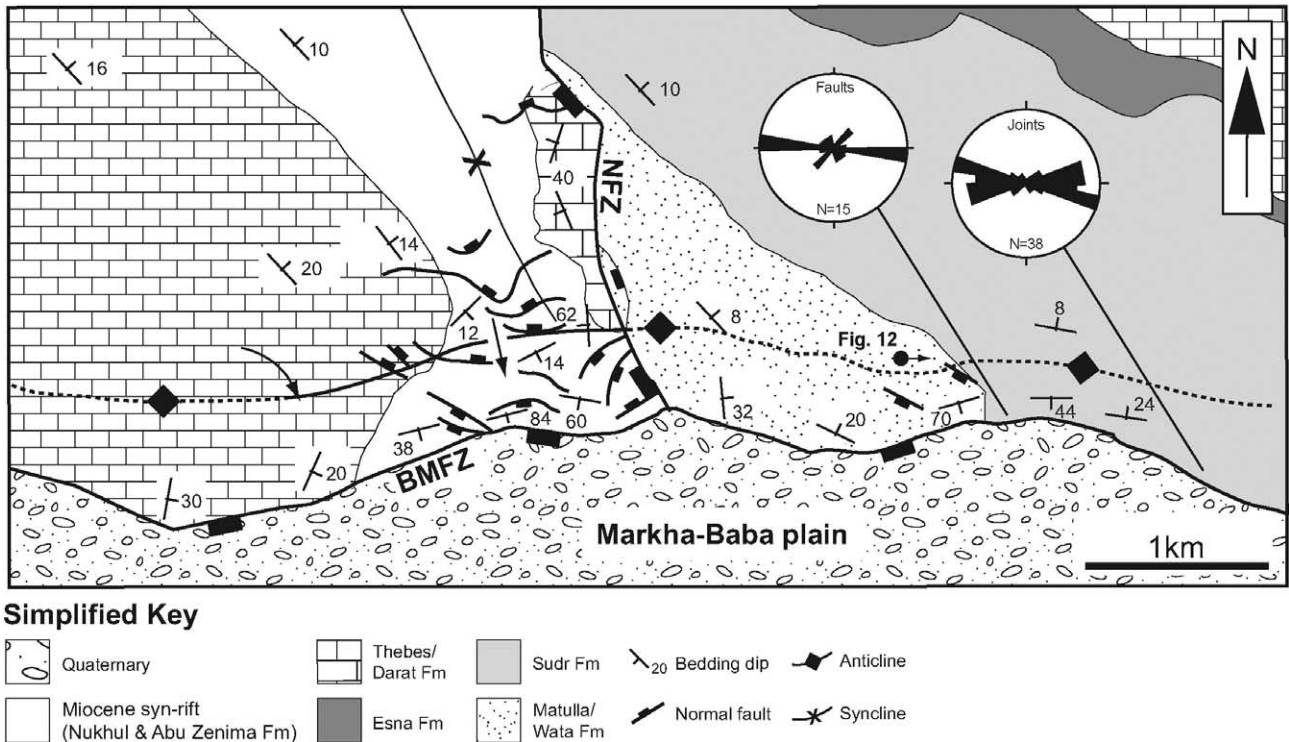 N
Faults
N=15
Joints
N=38
10
16
10
40
NFZ
14
20
12
62
14
8
8
Fig. 12
32
20
70
44
24
38
84
60
20
30
BMFZ
Markha-Baba plain
1km
Simplified Key
Quaternary
Miocene syn-rift
(Nukhul & Abu Zenima Fm)
Thebes/
Darat Fm
Esna Fm
Sudr Fm
Matulla/
Wata Fm
20 Bedding dip
Normal fault
Anticline
Syncline